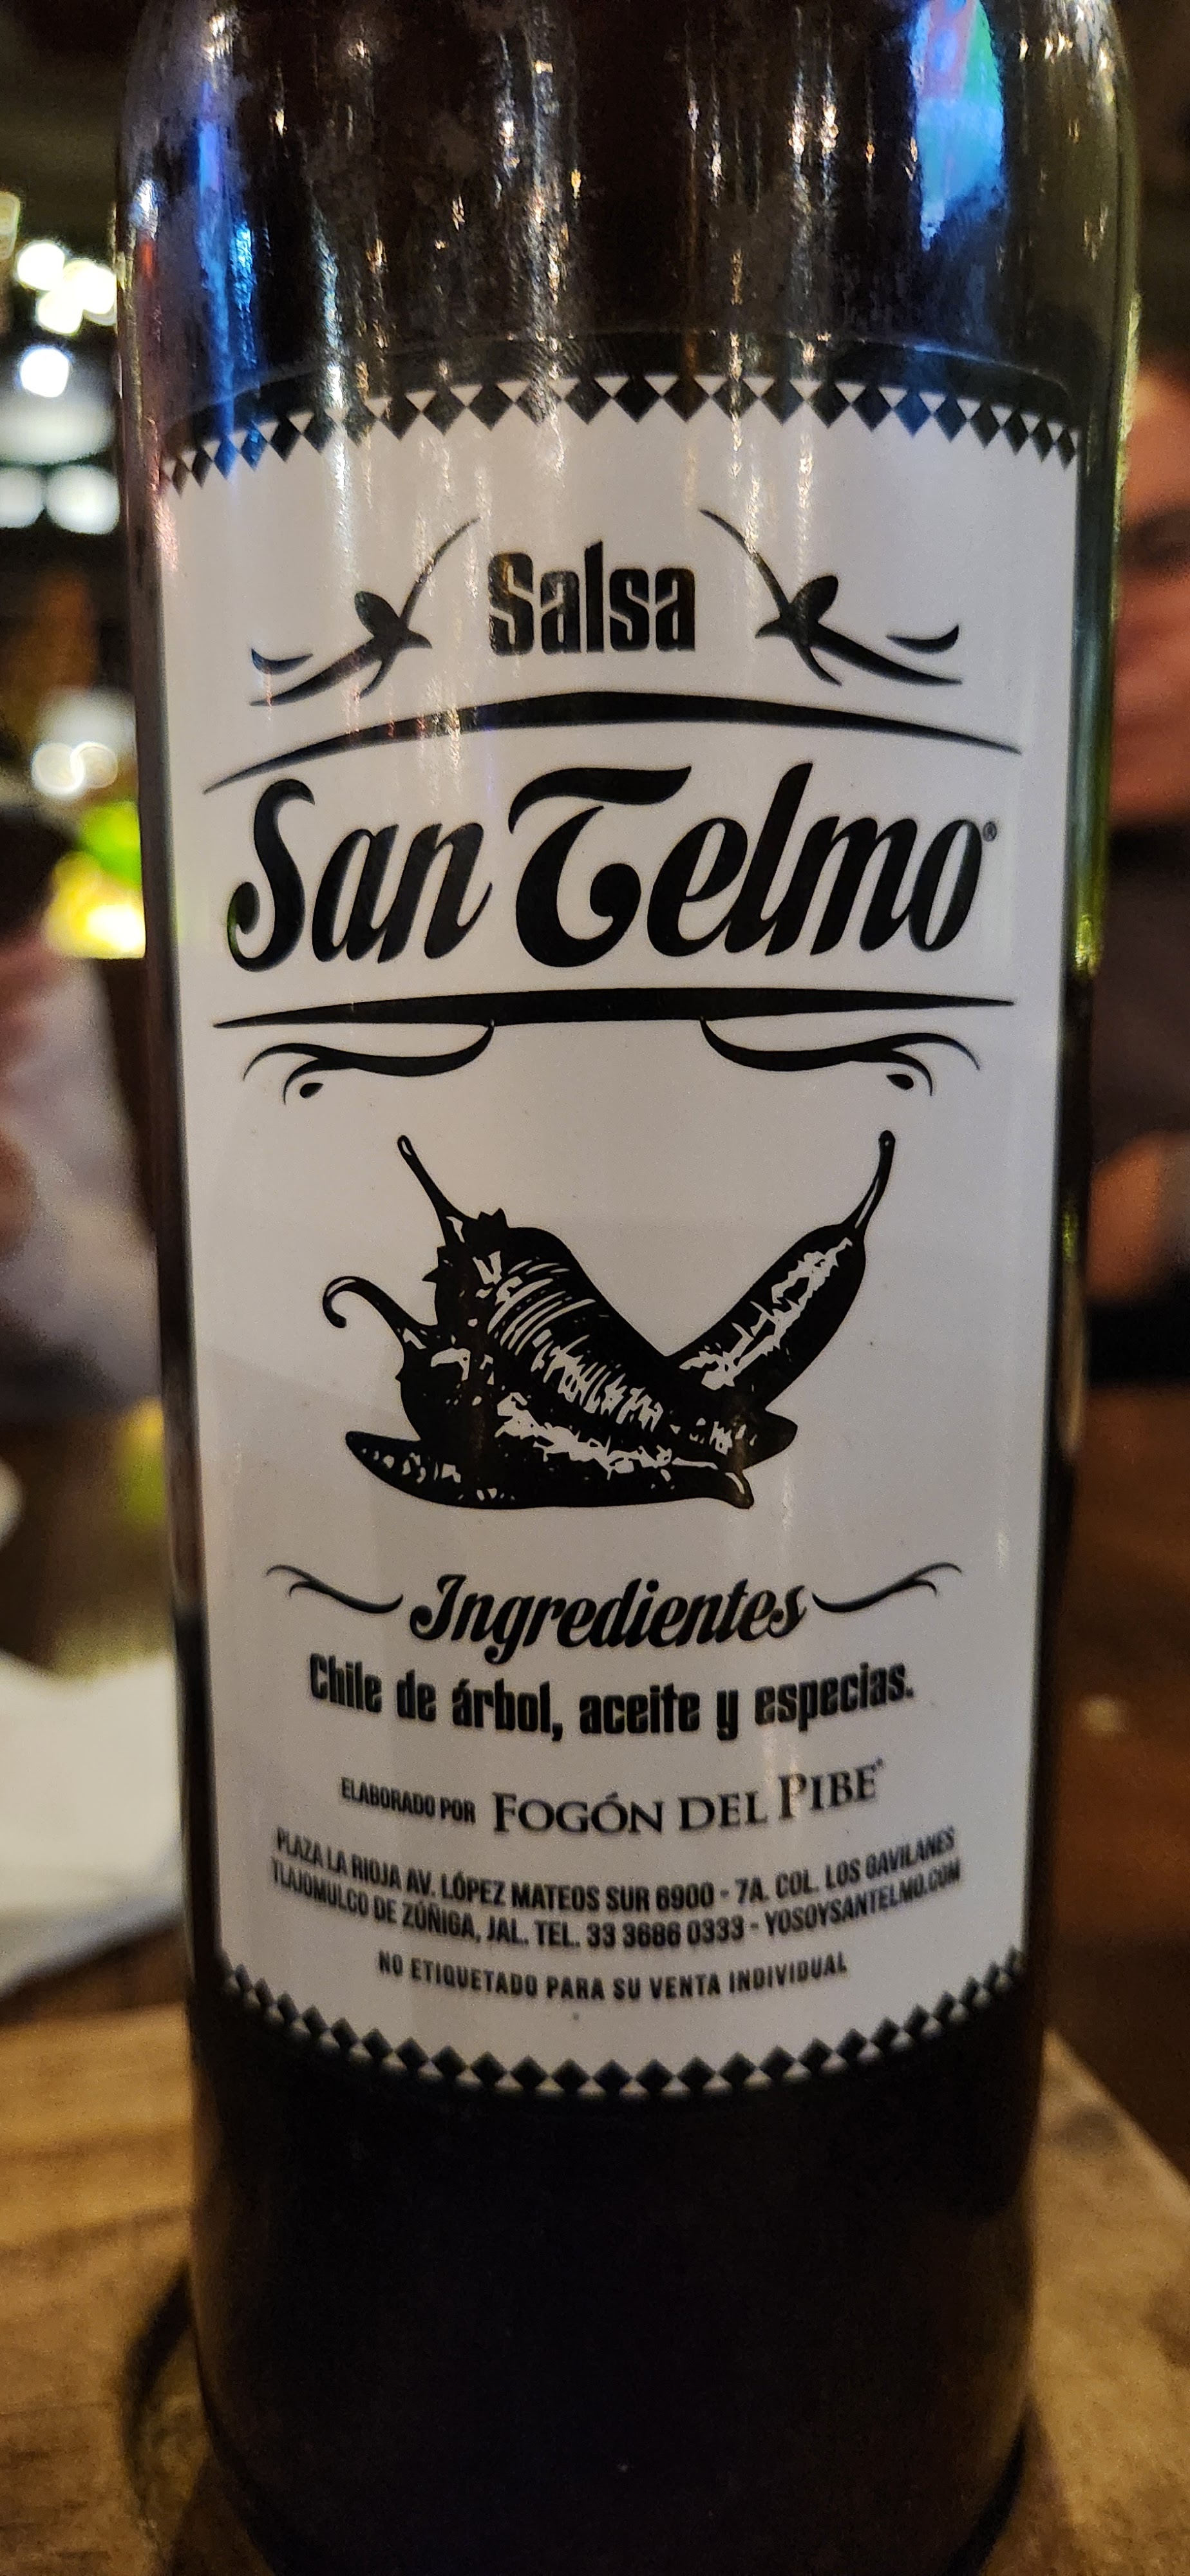 Salsa
San Telmo®
Ingredientes
Chile de árbol, aceite y especias.
ELABORADO POR FOGÓN DEL PIBE®
PLAZA LA RIOJA AV. LÓPEZ MATEOS SUR 6900 - 7A. COL. LOS GAVILANES
TLAJOMULCO DE ZÚÑIGA, JAL. TEL. 33 3686 0333 - YOSOYSANTELMO.COM
NO ETIQUETADO PARA SU VENTA INDIVIDUAL